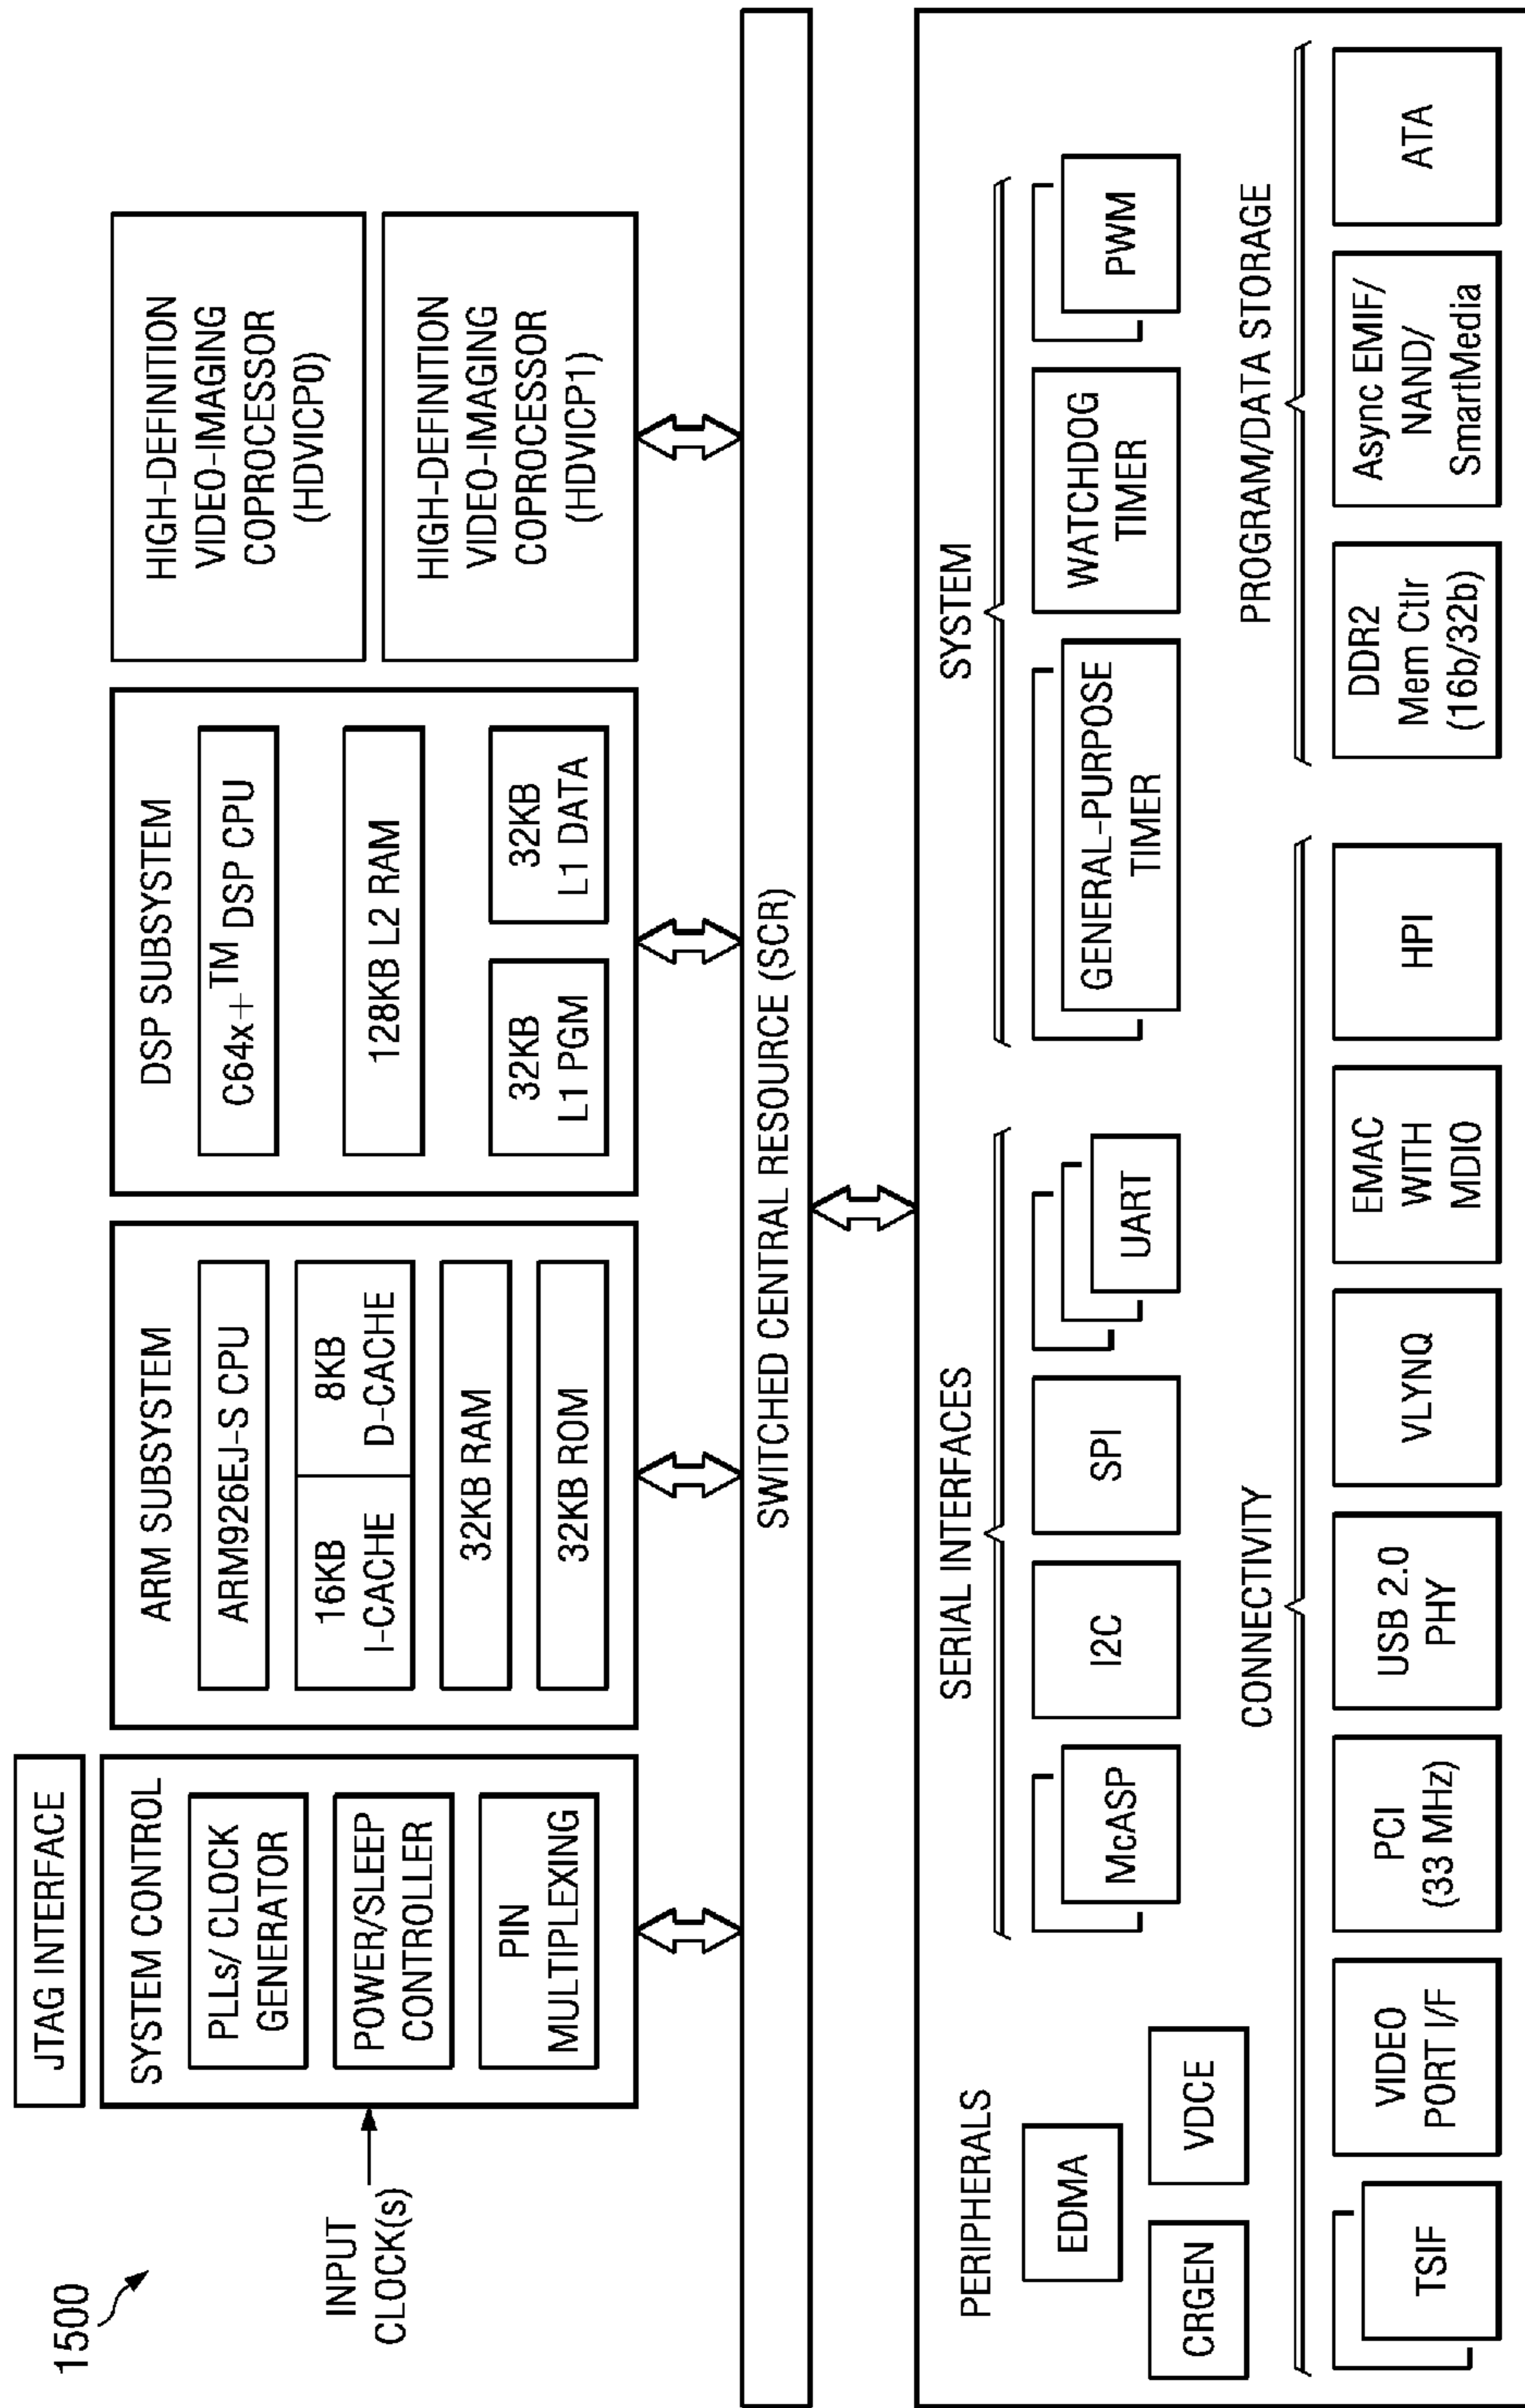 1500
JTAG INTERFACE
INPUT
CLOCK(s)
SYSTEM CONTROL
PLLs/ CLOCK
GENERATOR
POWER/SLEEP
CONTROLLER
PIN
MULTIPLEXING
ARM SUBSYSTEM
ARM926EJ-S CPU
16KB
I-CACHE
8KB
D-CACHE
32KB RAM
32KB ROM
DSP SUBSYSTEM
C64x+™ DSP CPU
128KB L2 RAM
32KB
L1 PGM
32KB
L1 DATA
HIGH-DEFINITION
VIDEO-IMAGING
COPROCESSOR
(HDVICP0)
HIGH-DEFINITION
VIDEO-IMAGING
COPROCESSOR
(HDVICP1)
SWITCHED CENTRAL RESOURCE (SCR)
PERIPHERALS
EDMA
CRGEN
VDCE
SERIAL INTERFACES
McASP
I2C
SPI
UART
SYSTEM
GENERAL-PURPOSE
TIMER
WATCHDOG
TIMER
PWM
CONNECTIVITY
TSIF
VIDEO
PORT I/F
PCI
(33 MHz)
USB 2.0
PHY
VLYNQ
EMAC
WITH
MDIO
HPI
PROGRAM/DATA STORAGE
DDR2
Mem Ctlr
(16b/32b)
Async EMIF/
NAND/
SmartMedia
ATA